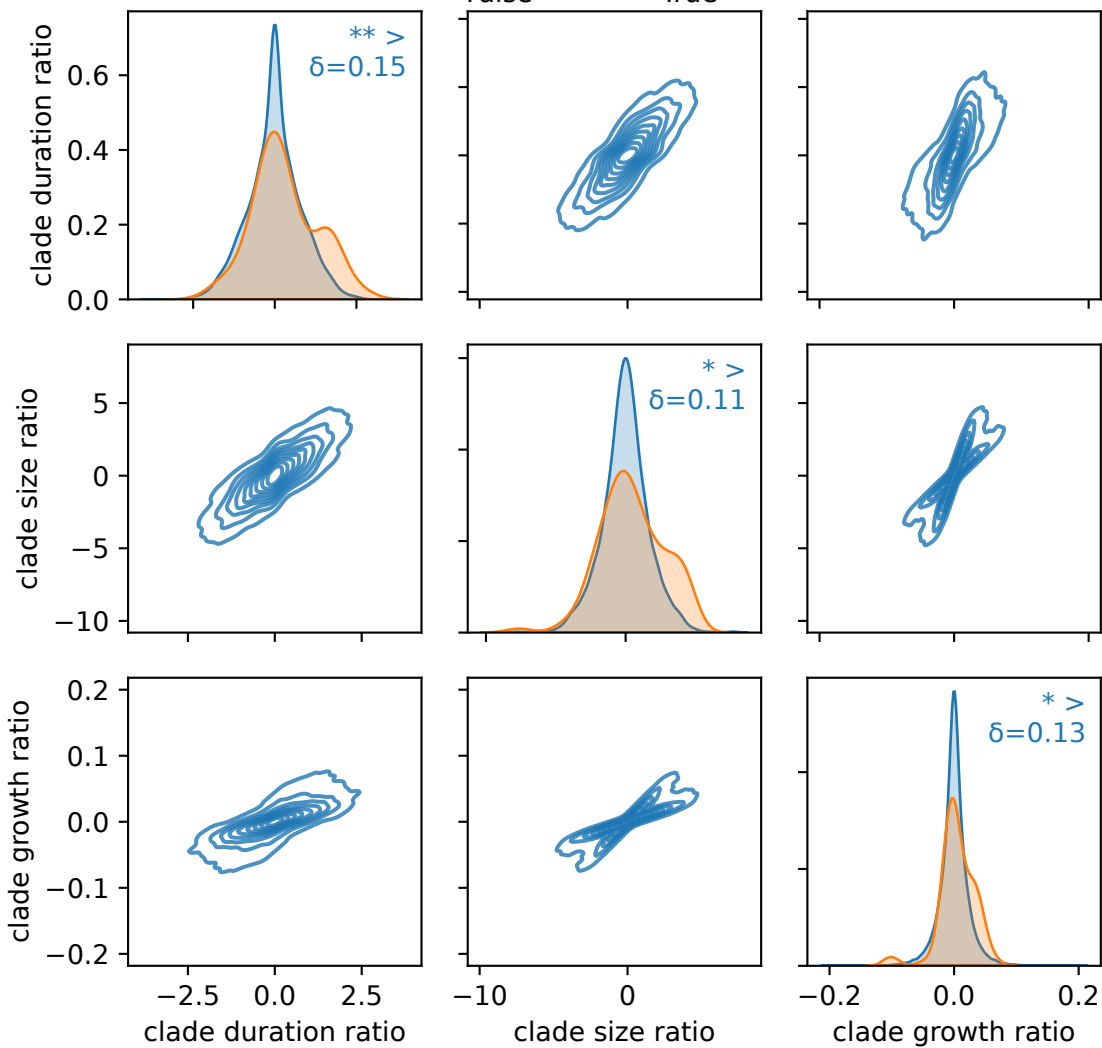 False True
clade duration ratio
0.6
0.4
0.2
0.0
** >
δ=0.15
clade size ratio
5
0
−5
−10
* >
δ=0.11
clade growth ratio
0.2
0.1
0.0
−0.1
−0.2
* >
δ=0.13
−2.5 0.0 2.5
−10 0
−0.2 0.0 0.2
clade duration ratio
clade size ratio
clade growth ratio